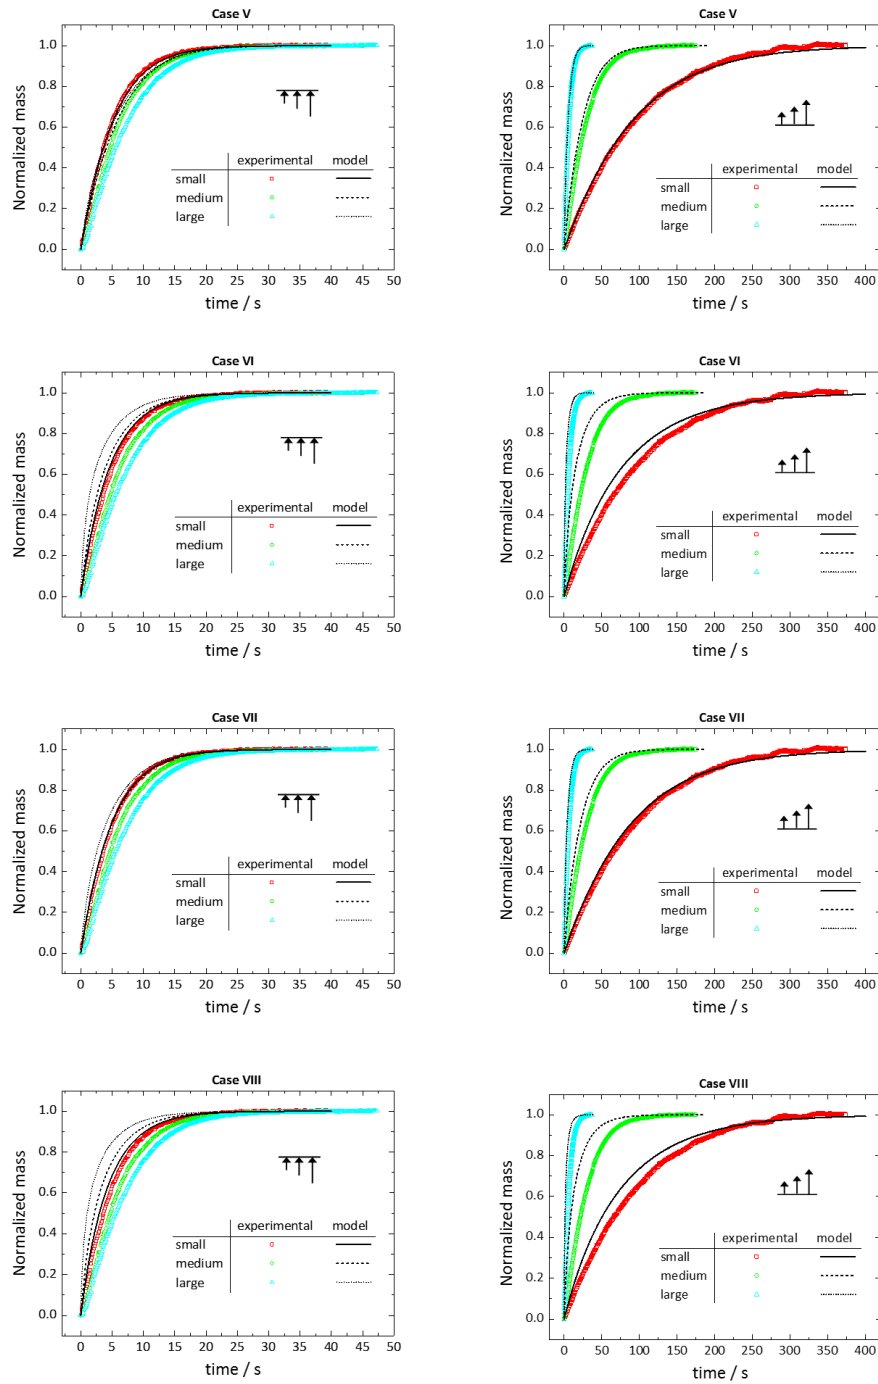 Case V
Normalized mass
1.0
0.8
0.6
0.4
0.2
0.0
experimental model
small
medium
large
0 5 10 15 20 25 30 35 40 45 50
time / s
Case V
Normalized mass
1.0
0.8
0.6
0.4
0.2
0.0
experimental model
small
medium
large
0 50 100 150 200 250 300 350 400
time / s
Case VI
Normalized mass
1.0
0.8
0.6
0.4
0.2
0.0
experimental model
small
medium
large
0 5 10 15 20 25 30 35 40 45 50
time / s
Case VI
Normalized mass
1.0
0.8
0.6
0.4
0.2
0.0
experimental model
small
medium
large
0 50 100 150 200 250 300 350 400
time / s
Case VII
Normalized mass
1.0
0.8
0.6
0.4
0.2
0.0
experimental model
small
medium
large
0 5 10 15 20 25 30 35 40 45 50
time / s
Case VII
Normalized mass
1.0
0.8
0.6
0.4
0.2
0.0
experimental model
small
medium
large
0 50 100 150 200 250 300 350 400
time / s
Case VIII
Normalized mass
1.0
0.8
0.6
0.4
0.2
0.0
experimental model
small
medium
large
0 5 10 15 20 25 30 35 40 45 50
time / s
Case VIII
Normalized mass
1.0
0.8
0.6
0.4
0.2
0.0
experimental model
small
medium
large
0 50 100 150 200 250 300 350 400
time / s